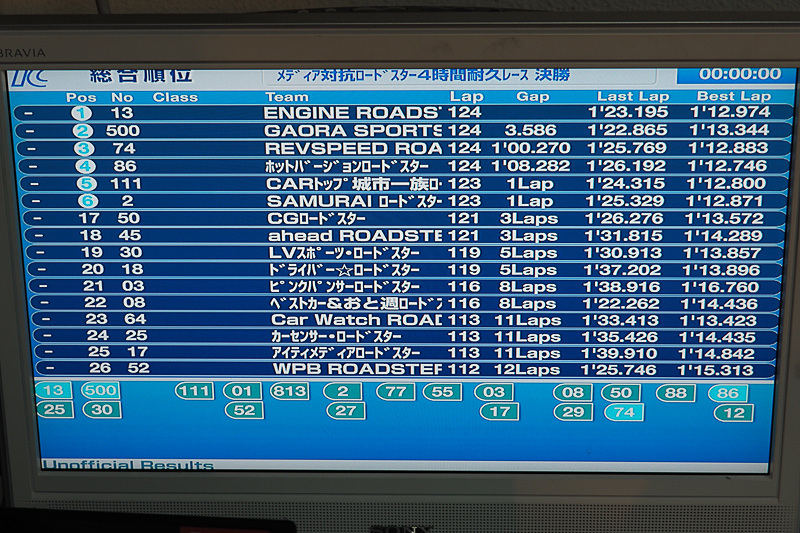 BRAVIA
総合順位 メディア対抗ロードスター4時間耐久レース 決勝 00:00:00
Pos No Class Team Lap Gap Last Lap Best Lap
- 1 13 ENGINE ROADS 124 1'23.195 1'12.974
- 2 500 GAORA SPORTS 124 3.586 1'22.865 1'13.344
- 3 74 REVSPEED ROA 124 1'00.270 1'25.769 1'12.883
- 4 86 ホットバージョンロードスター 124 1'08.282 1'26.192 1'12.746
- 5 111 CARトップ城市一族ロ- 123 1Lap 1'24.315 1'12.800
- 6 2 SAMURAI ロードスター 123 1Lap 1'25.329 1'12.871
- 17 50 CGロードスター 121 3Laps 1'26.276 1'13.572
- 18 45 ahead ROADSTE 121 3Laps 1'31.815 1'14.289
- 19 30 LVスポーツ・ロードスター 119 5Laps 1'30.913 1'13.857
- 20 18 ドライバー☆ロードスター 119 5Laps 1'37.202 1'13.896
- 21 03 ピンクパンサーロードスター 116 8Laps 1'38.916 1'16.760
- 22 08 ベストカー&おと週ロードス 116 8Laps 1'22.262 1'14.436
- 23 64 Car Watch ROAD 113 11Laps 1'33.413 1'13.423
- 24 25 カーセンサー・ロードスター 113 11Laps 1'35.426 1'14.435
- 25 17 アイティメディアロードスター 113 11Laps 1'39.910 1'14.842
- 26 52 WPB ROADSTER 112 12Laps 1'25.746 1'15.313
13 500 111 01 813 2 77 55 03 08 50 88 86
25 30 52 27 17 29 74 12
Unofficial Results
SONY